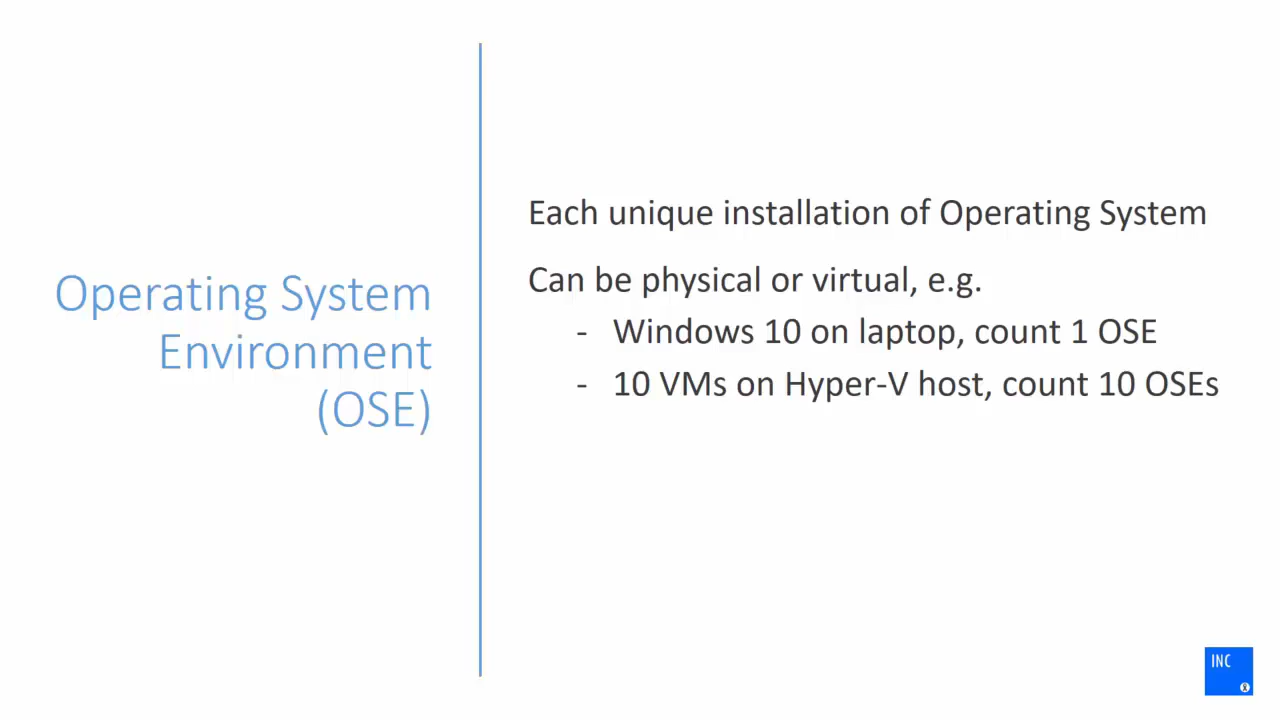 Operating System
Environment
(OSE)
Each unique installation of Operating System
Can be physical or virtual, e.g.
- Windows 10 on laptop, count 1 OSE
- 10 VMs on Hyper-V host, count 10 OSEs
INC